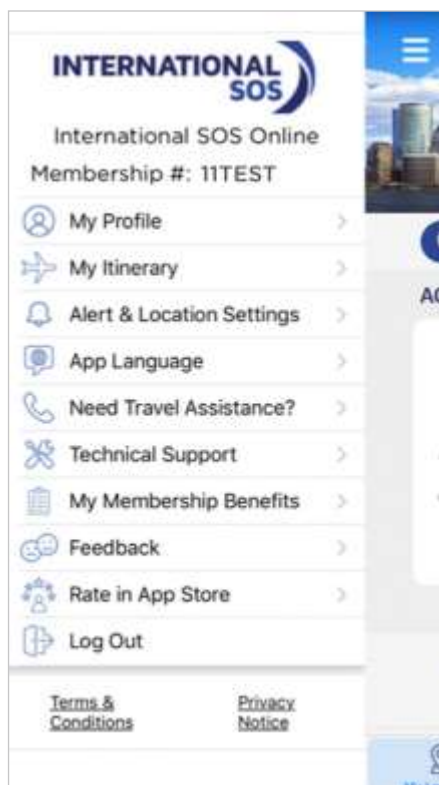 INTERNATIONAL
SOS
International SOS Online
Membership #: 11TEST
My Profile
My Itinerary
Alert & Location Settings
App Language
Need Travel Assistance?
Technical Support
My Membership Benefits
Feedback
Rate in App Store
Log Out
Terms &
Conditions
Privacy
Notice